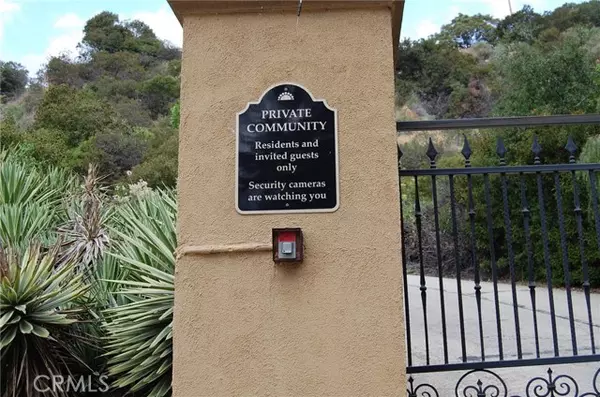 PRIVATE
COMMUNITY
Residents and
invited guests
only
Security cameras
are watching you
CRMLS